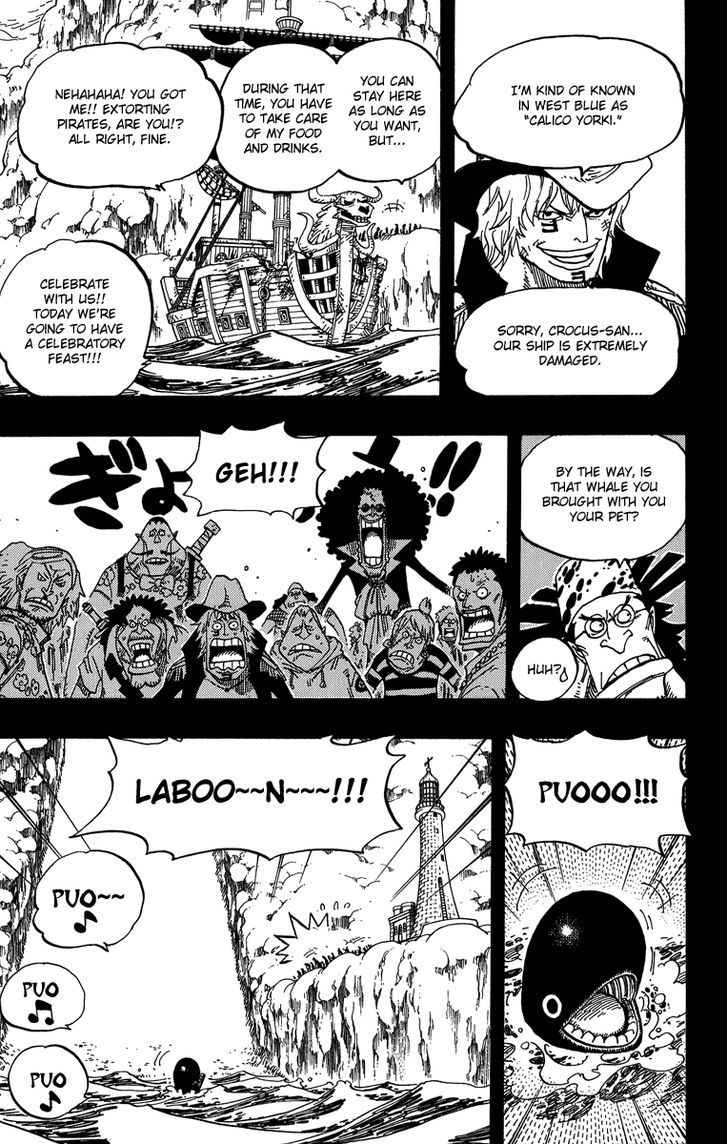 I'M KIND OF KNOWN
IN WEST BLUE AS
"CALICO YORKI."
SORRY, CROCUS-SAN...
OUR SHIP IS EXTREMELY
DAMAGED.
YOU CAN
STAY HERE
AS LONG AS
YOU WANT,
BUT...
DURING THAT
TIME, YOU HAVE
TO TAKE CARE
OF MY FOOD
AND DRINKS.
NEHAHAHA! YOU GOT
ME!! EXTORTING
PIRATES, ARE YOU!?
ALL RIGHT, FINE.
CELEBRATE
WITH US!!
TODAY WE'RE
GOING TO HAVE
A CELEBRATORY
FEAST!!!
BY THE WAY, IS
THAT WHALE YOU
BROUGHT WITH YOU
YOUR PET?
HUH?
GEH!!!
ぎょ!!
PUOOO!!!
LABOO~~N~~~!!!
PUO~~♪
PUO
♫
PUO
♪